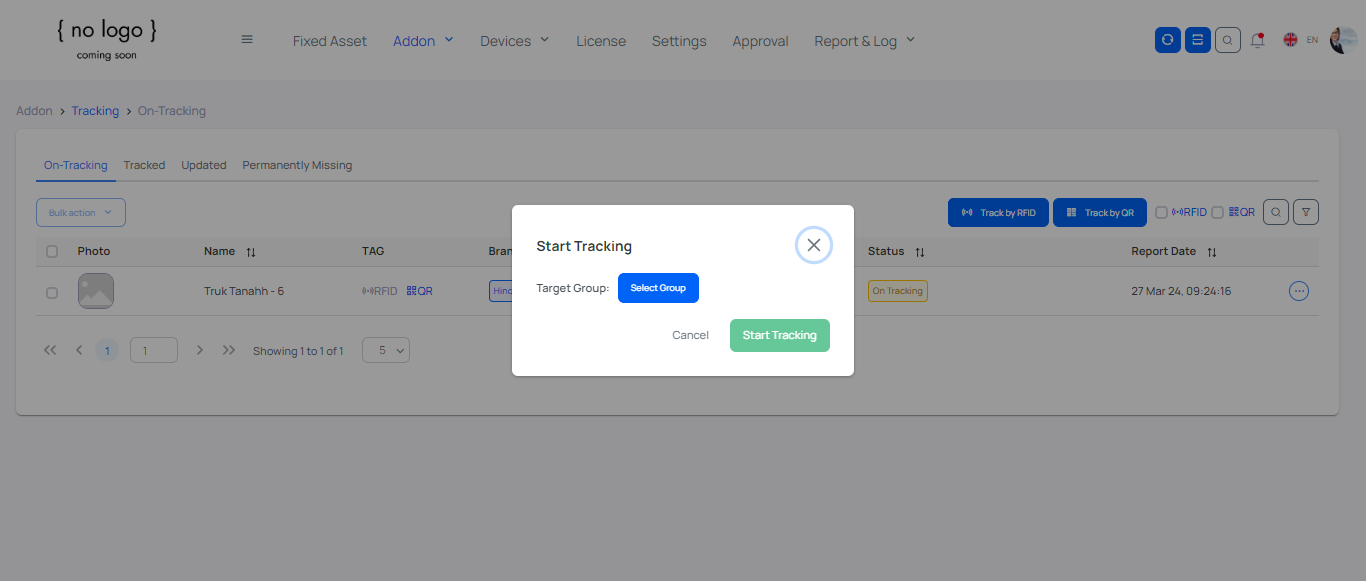 { no logo }
coming soon
Fixed Asset Addon Devices License Settings Approval Report & Log EN
Addon > Tracking > On-Tracking
On-Tracking Tracked Updated Permanently Missing
Bulk action Track by RFID Track by QR RFID QR
Photo Name TAG Bran Status Report Date
Truk Tanahh - 6 RFID QR Hino On Tracking 27 Mar 24, 09:24:16
Start Tracking
Target Group: Select Group
Cancel Start Tracking
<< < 1 1 > >> Showing 1 to 1 of 1 5